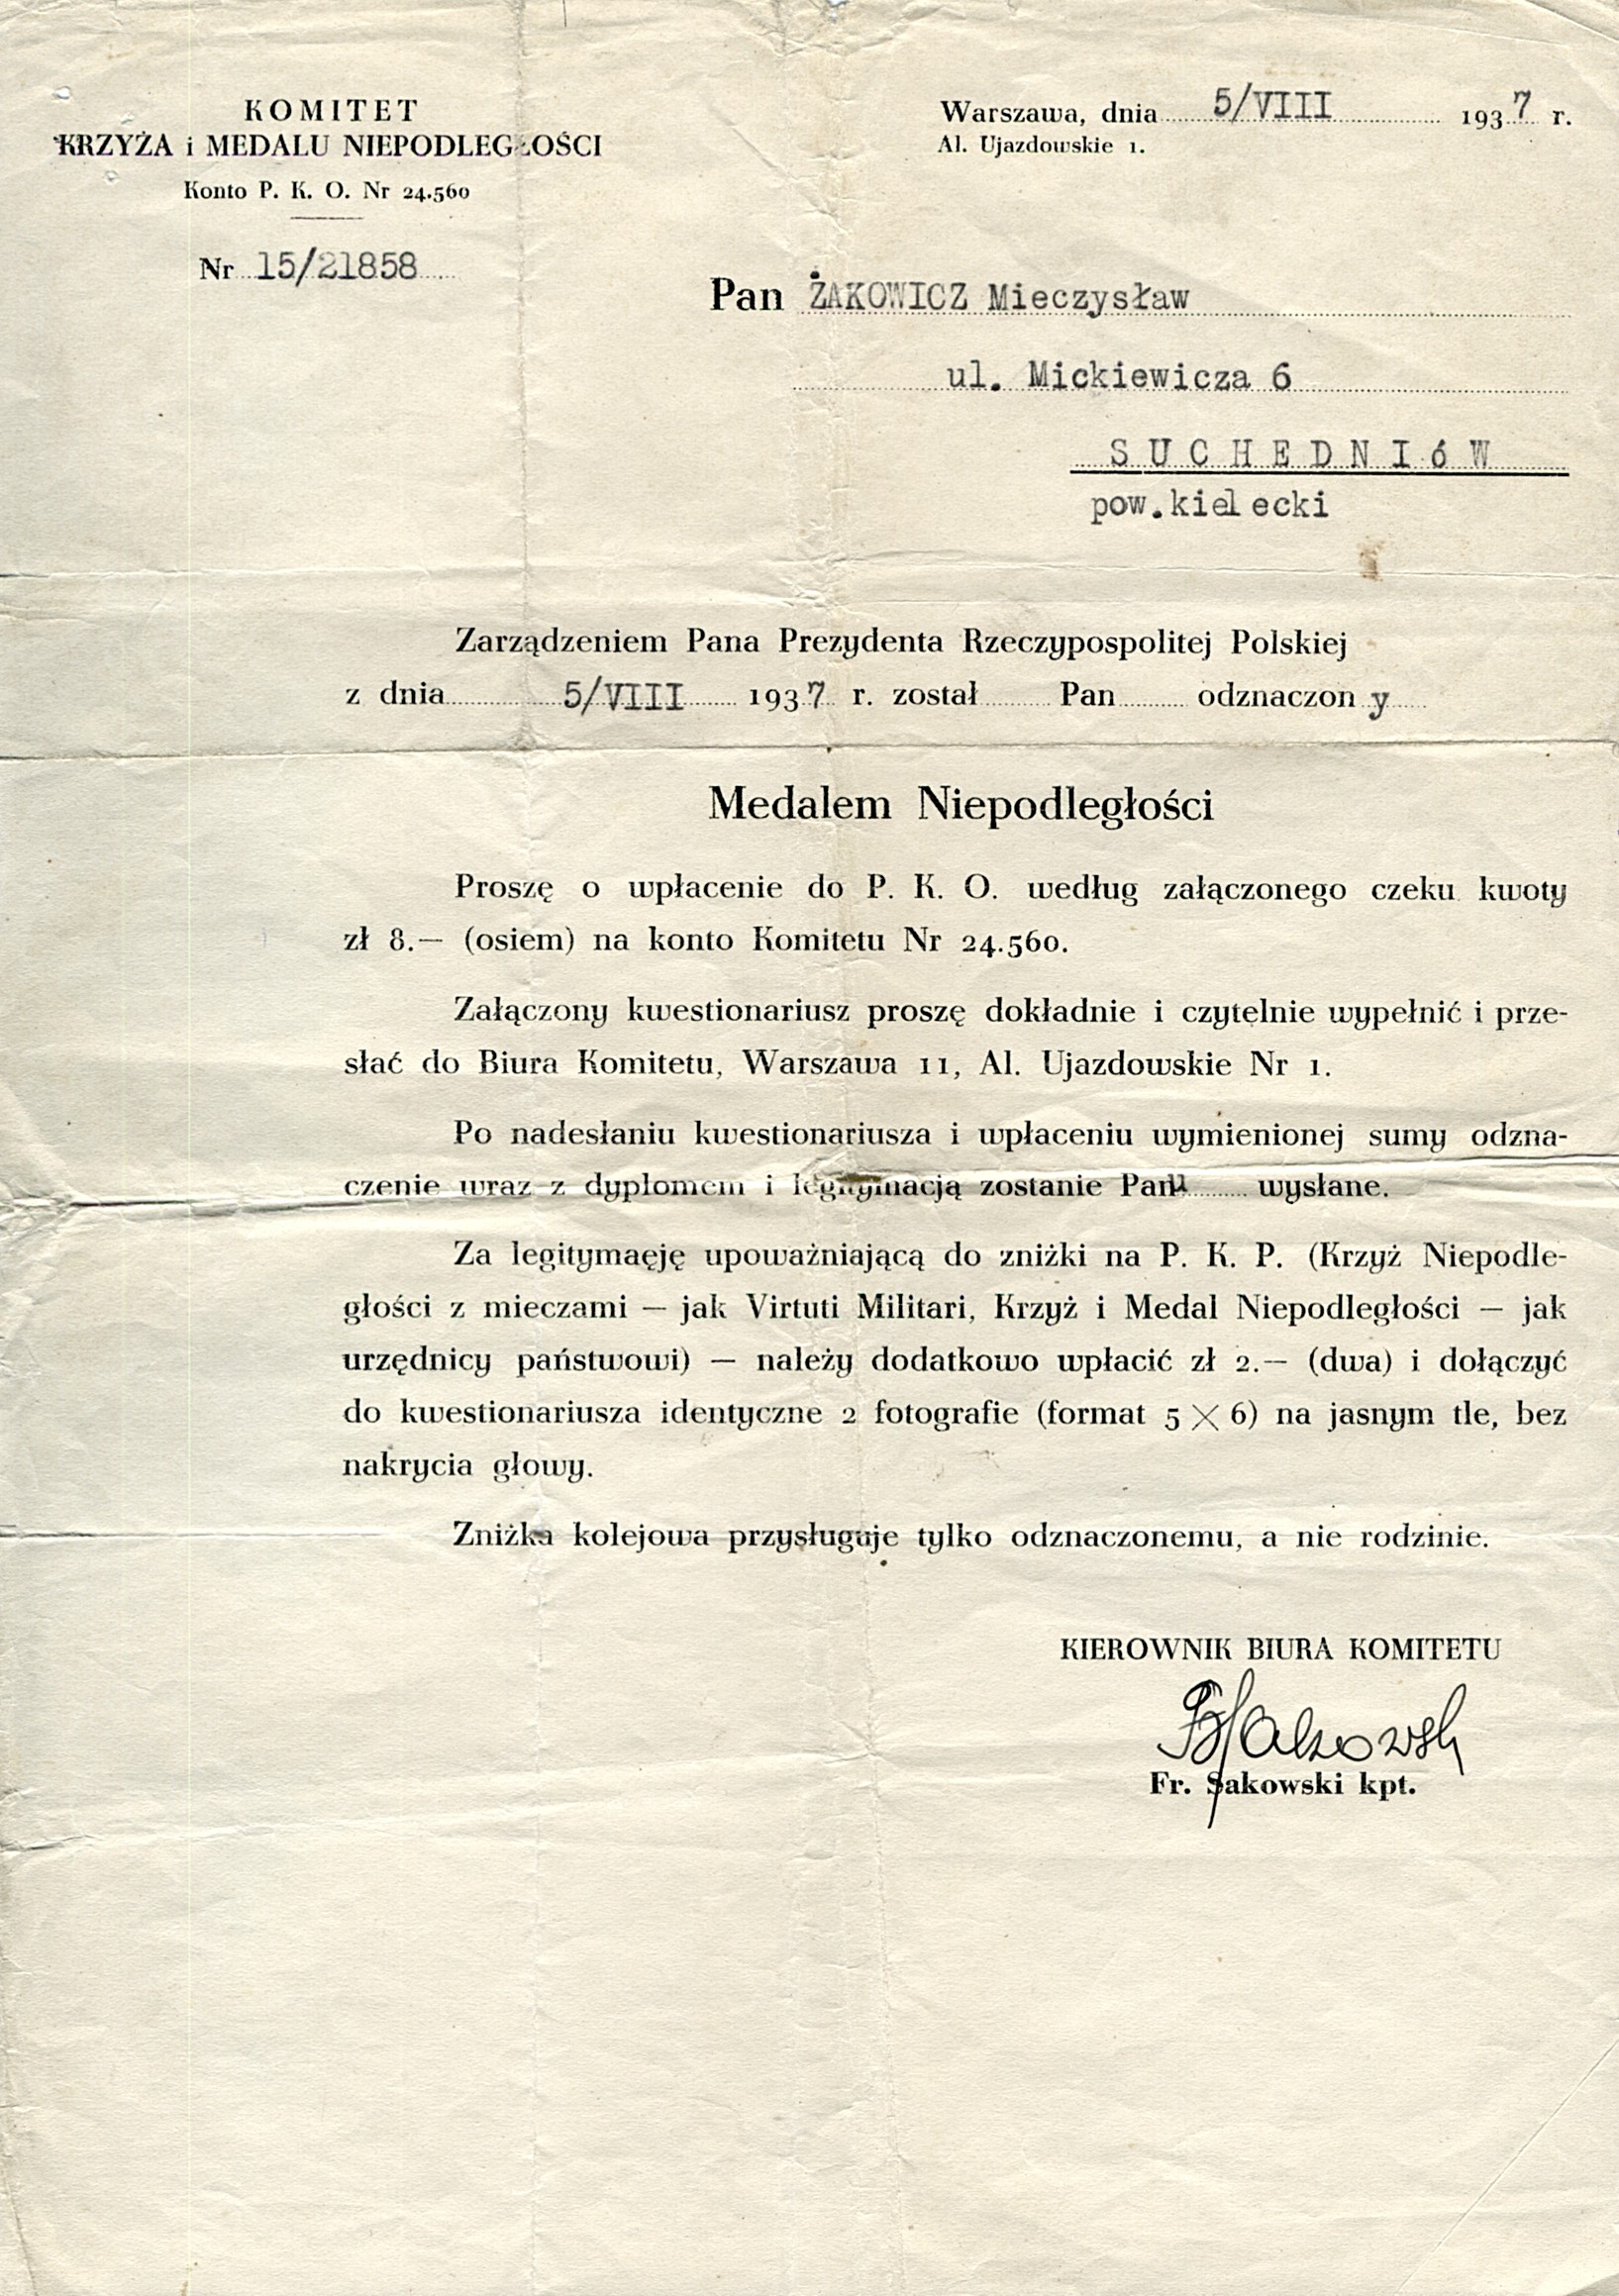 KOMITET
KRZYŻA i MEDALU NIEPODLEGŁOŚCI
Konto P. K. O. Nr 24.560
Nr 15/21858
Warszawa, dnia 5/VIII 1937 r.
Al. Ujazdowskie 1.
Pan ŻAKOWICZ Mieczysław
ul. Mickiewicza 6
SUCHEDNIóW
pow.kielecki
Zarządzeniem Pana Prezydenta Rzeczypospolitej Polskiej
z dnia 5/VIII 1937 r. został Pan odznaczony
Medalem Niepodległości
Proszę o wpłacenie do P. K. O. według załączonego czeku kwoty
zł 8.— (osiem) na konto Komitetu Nr 24.560.
Załączony kwestionariusz proszę dokładnie i czytelnie wypełnić i prze-
słać do Biura Komitetu, Warszawa 11, Al. Ujazdowskie Nr 1.
Po nadesłaniu kwestionariusza i wpłaceniu wymienionej sumy odzna-
czenie wraz z dyplomem i legitymacją zostanie Panu wysłane.
Za legitymaęję upoważniającą do zniżki na P. K. P. (Krzyż Niepodle-
głości z mieczami — jak Virtuti Militari, Krzyż i Medal Niepodległości — jak
urzędnicy państwowi) — należy dodatkowo wpłacić zł 2.— (dwa) i dołączyć
do kwestionariusza identyczne 2 fotografie (format 5 × 6) na jasnym tle, bez
nakrycia głowy.
Zniżka kolejowa przysługuje tylko odznaczonemu, a nie rodzinie.
KIEROWNIK BIURA KOMITETU
FrSakowski
Fr. Sakowski kpt.